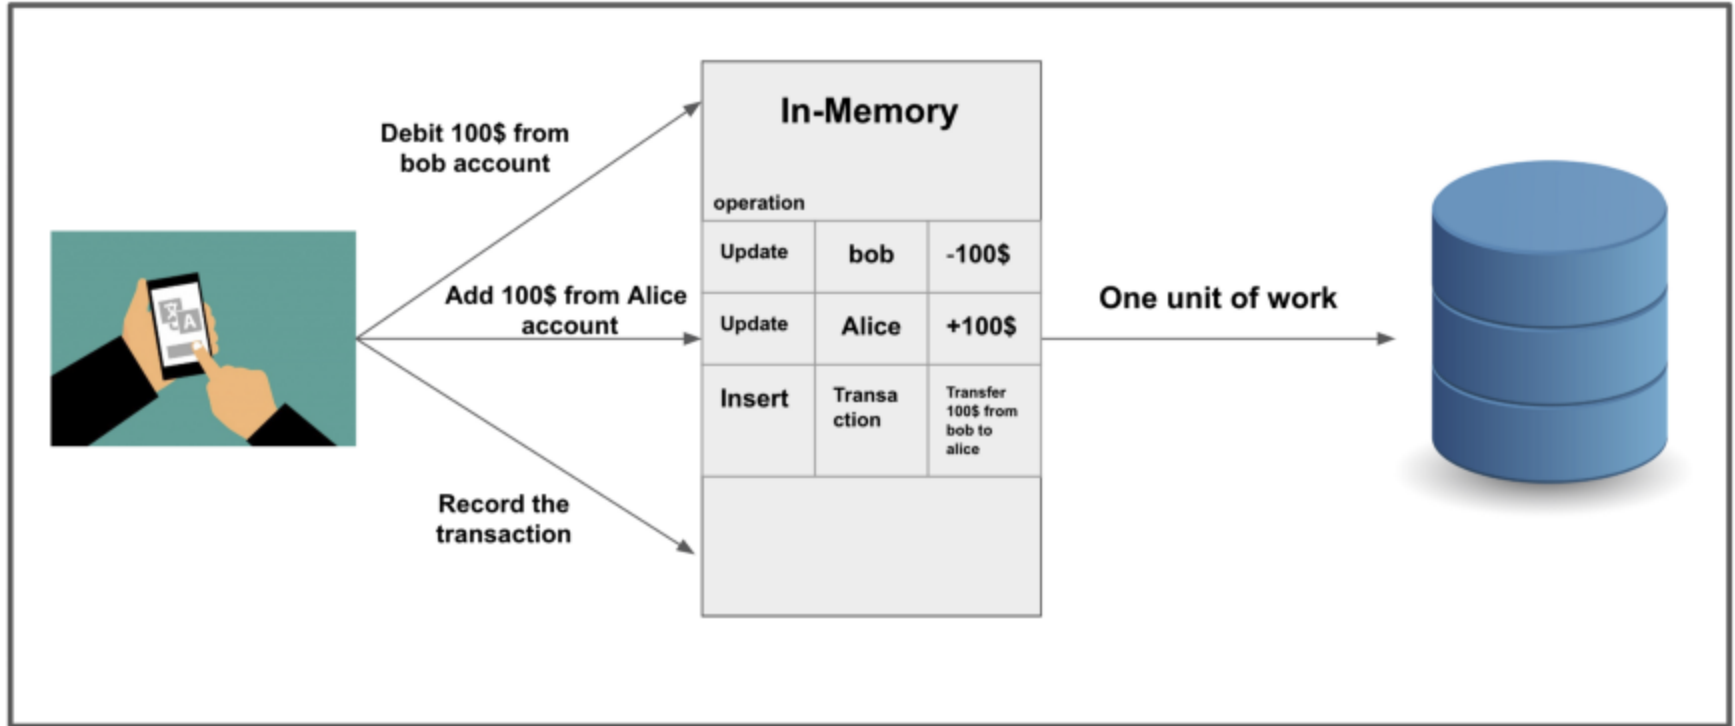 In-Memory
Debit 100$ from
bob account
operation
Update
bob
-100$
Add 100$ from Alice
account
Update
Alice
+100$
One unit of work
Insert
Transa
ction
Transfer
100$ from
bob to
alice
Record the
transaction
A